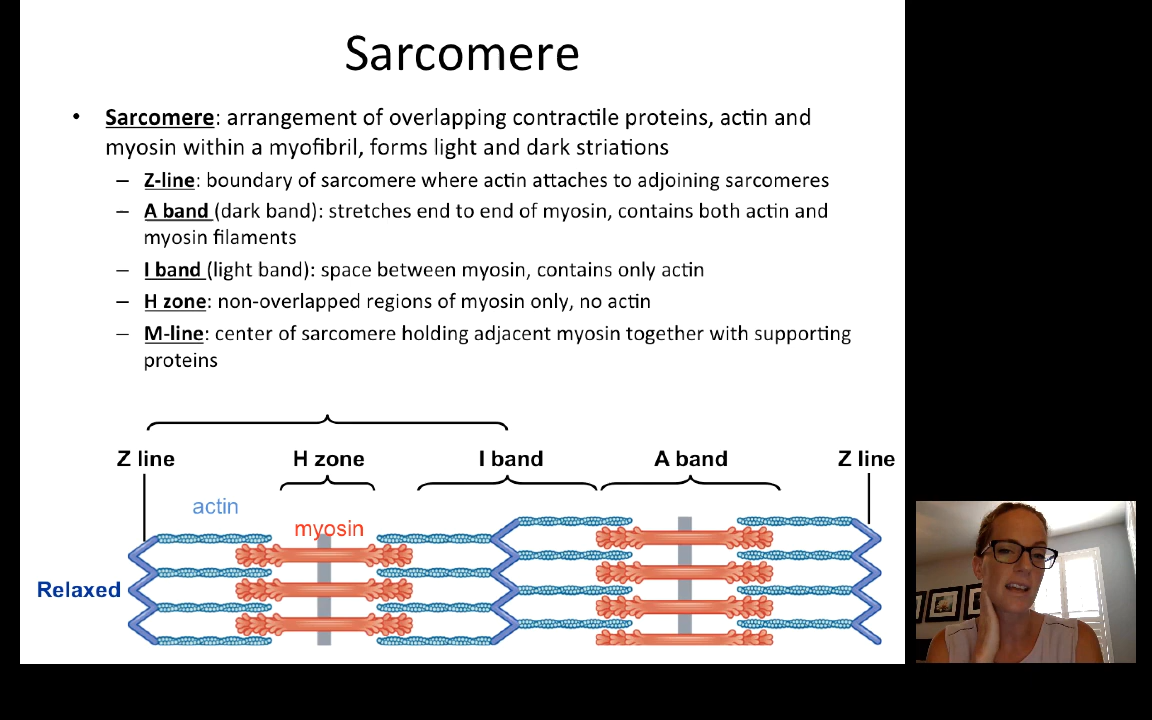 Sarcomere
• Sarcomere: arrangement of overlapping contractile proteins, actin and
myosin within a myofibril, forms light and dark striations
– Z-line: boundary of sarcomere where actin attaches to adjoining sarcomeres
– A band (dark band): stretches end to end of myosin, contains both actin and
myosin filaments
– I band (light band): space between myosin, contains only actin
– H zone: non-overlapped regions of myosin only, no actin
– M-line: center of sarcomere holding adjacent myosin together with supporting
proteins
Z line H zone I band A band Z line
actin
myosin
Relaxed